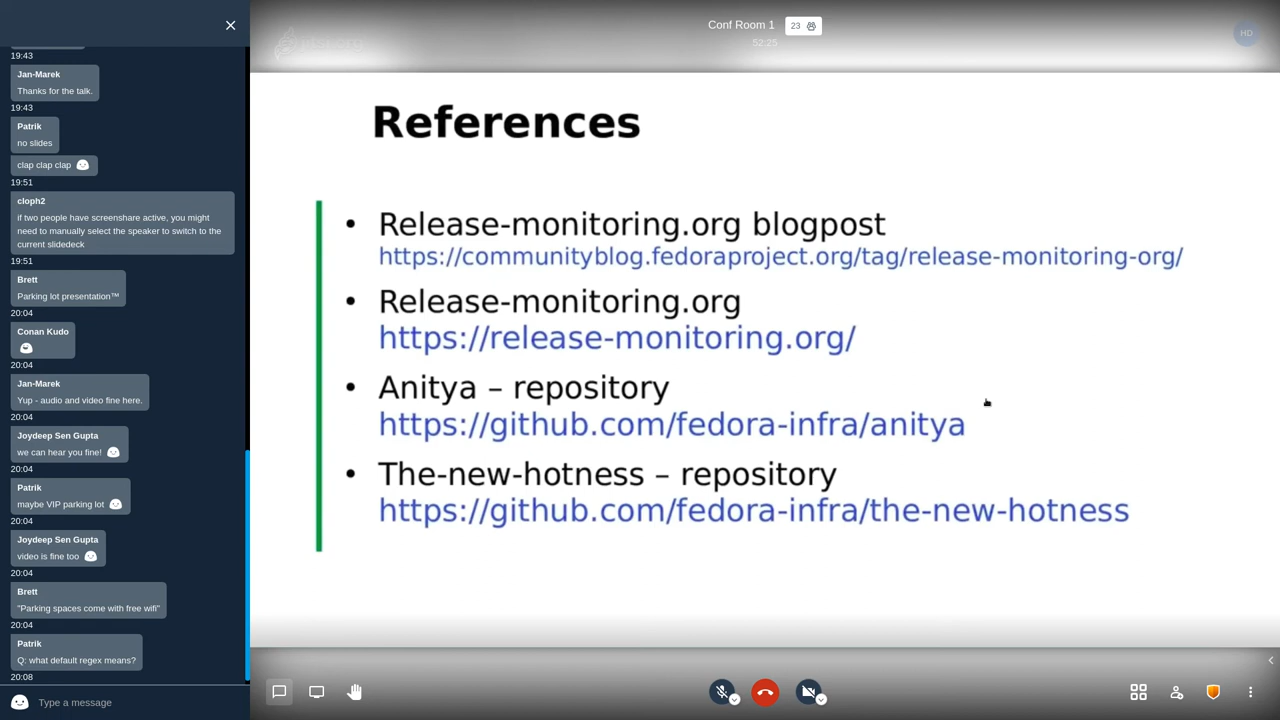 19:43
Jan-Marek
Thanks for the talk.
19:43
Patrik
no slides
clap clap clap
19:51
cloph2
if two people have screenshare active, you might
need to manually select the speaker to switch to the
current slidedeck
19:51
Brett
Parking lot presentation™
20:04
Conan Kudo
20:04
Jan-Marek
Yup - audio and video fine here.
20:04
Joydeep Sen Gupta
we can hear you fine!
20:04
Patrik
maybe VIP parking lot
20:04
Joydeep Sen Gupta
video is fine too
20:04
Brett
"Parking spaces come with free wifi"
20:04
Patrik
Q: what default regex means?
20:08
Type a message
jitsi.org
Conf Room 1
23
52:25
HD
References
• Release-monitoring.org blogpost
https://communityblog.fedoraproject.org/tag/release-monitoring-org/
• Release-monitoring.org
https://release-monitoring.org/
• Anitya – repository
https://github.com/fedora-infra/anitya
• The-new-hotness – repository
https://github.com/fedora-infra/the-new-hotness